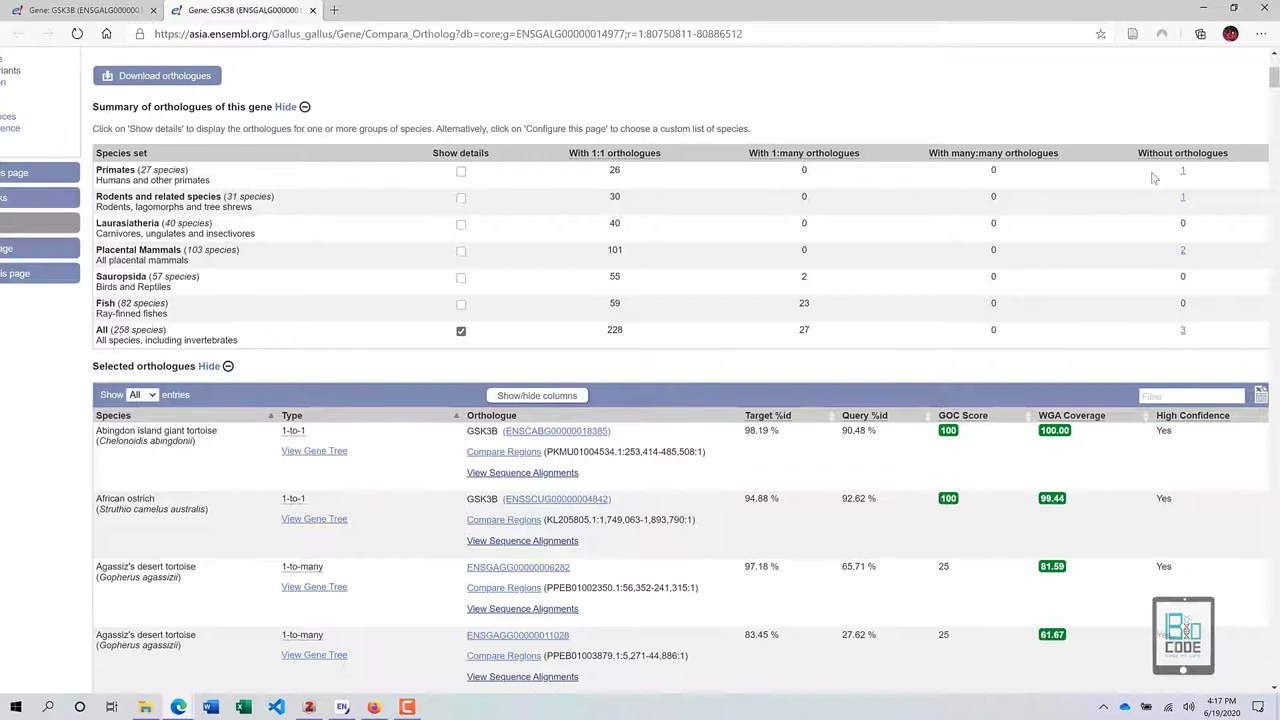 Gene: GSK3B (ENSGALG00000
Gene: GSK3B (ENSGALG00000001
https://asia.ensembl.org/Gallus_gallus/Gene/Compara_Ortholog?db=core;g=ENSGALG00000014977;r=1:80750811-80886512
riants
Download orthologues
Summary of orthologues of this gene Hide
nces
Click on 'Show details' to display the orthologues for one or more groups of species. Alternatively, click on 'Configure this page' to choose a custom list of species.
ference
Species set Show details With 1:1 orthologues With 1:many orthologues With many:many orthologues Without orthologues
s page
Primates (27 species) 26 0 0 1
Humans and other primates
ks
Rodents and related species (31 species) 30 0 0 1
Rodents, lagomorphs and tree shrews
Laurasiatheria (40 species) 40 0 0 0
Carnivores, ungulates and insectivores
age
Placental Mammals (103 species) 101 0 0 2
All placental mammals
is page
Sauropsida (57 species) 55 2 0 0
Birds and Reptiles
Fish (82 species) 59 23 0 0
Ray-finned fishes
All (258 species) 228 27 0 3
All species, including invertebrates
Selected orthologues Hide
Show All entries Show/hide columns Filter
Species Type Orthologue Target %id Query %id GOC Score WGA Coverage High Confidence
Abingdon island giant tortoise 1-to-1 GSK3B (ENSCABG00000018385) 98.19 % 90.48 % 100 100.00 Yes
(Chelonoidis abingdonii)
View Gene Tree Compare Regions (PKMU01004534.1:253,414-485,508:1)
View Sequence Alignments
African ostrich 1-to-1 GSK3B (ENSSCUG00000004842) 94.88 % 92.62 % 100 99.44 Yes
(Struthio camelus australis)
View Gene Tree Compare Regions (KL205805.1:1,749,063-1,893,790:1)
View Sequence Alignments
Agassiz's desert tortoise 1-to-many ENSGAGG00000006282 97.18 % 65.71 % 25 81.59 Yes
(Gopherus agassizii)
View Gene Tree Compare Regions (PPEB01002350.1:56,352-241,315:1)
View Sequence Alignments
Agassiz's desert tortoise 1-to-many ENSGAGG00000011028 83.45 % 27.62 % 25 61.67
(Gopherus agassizii)
View Gene Tree Compare Regions (PPEB01003879.1:5,271-44,886:1)
View Sequence Alignments
CODE
EN
4:17 PM
6/19/2020